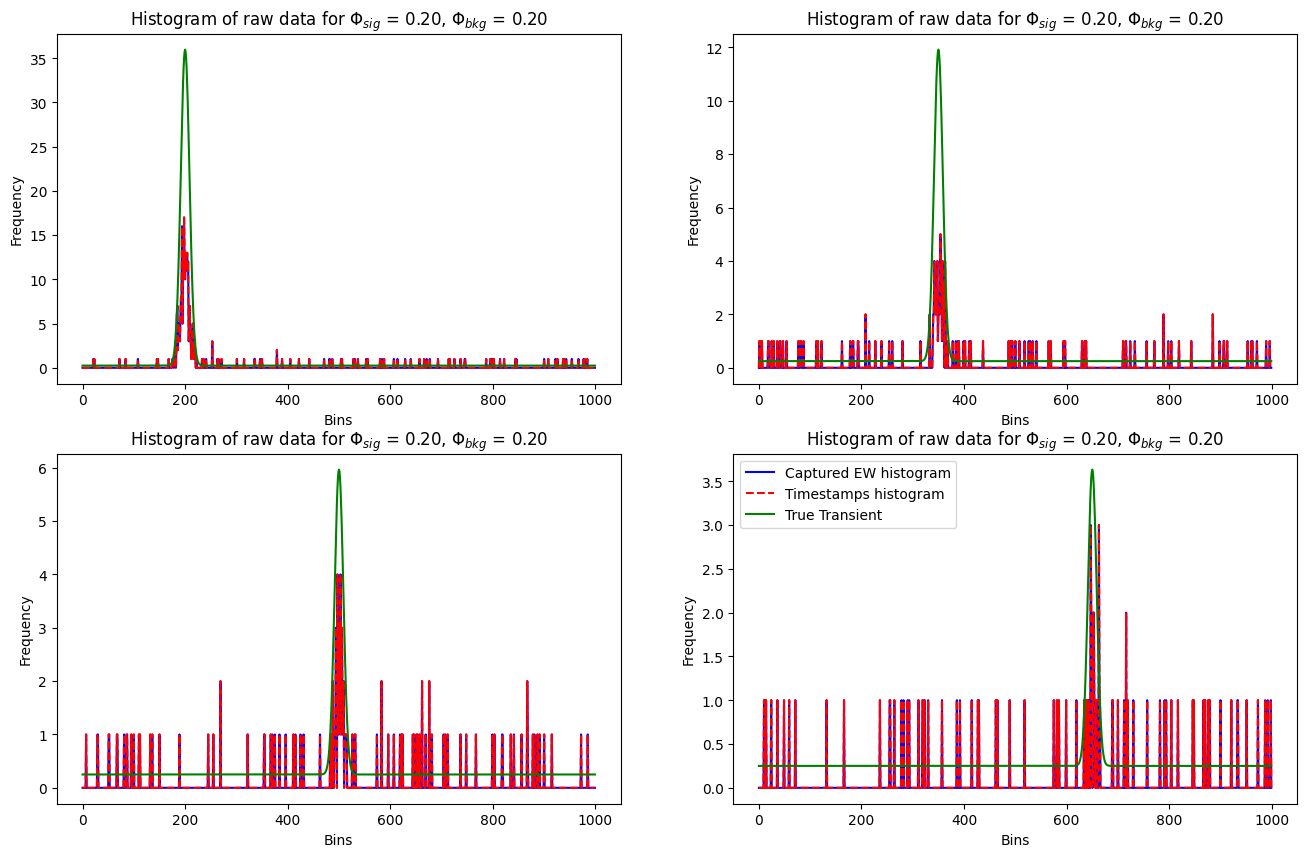 Histogram of raw data for Φsig = 0.20, Φbkg = 0.20
Frequency
35
30
25
20
15
10
5
0
0 200 400 600 800 1000
Bins
Histogram of raw data for Φsig = 0.20, Φbkg = 0.20
Frequency
12
10
8
6
4
2
0
0 200 400 600 800 1000
Bins
Histogram of raw data for Φsig = 0.20, Φbkg = 0.20
Frequency
6
5
4
3
2
1
0
0 200 400 600 800 1000
Bins
Histogram of raw data for Φsig = 0.20, Φbkg = 0.20
Captured EW histogram
Timestamps histogram
True Transient
Frequency
3.5
3.0
2.5
2.0
1.5
1.0
0.5
0.0
0 200 400 600 800 1000
Bins